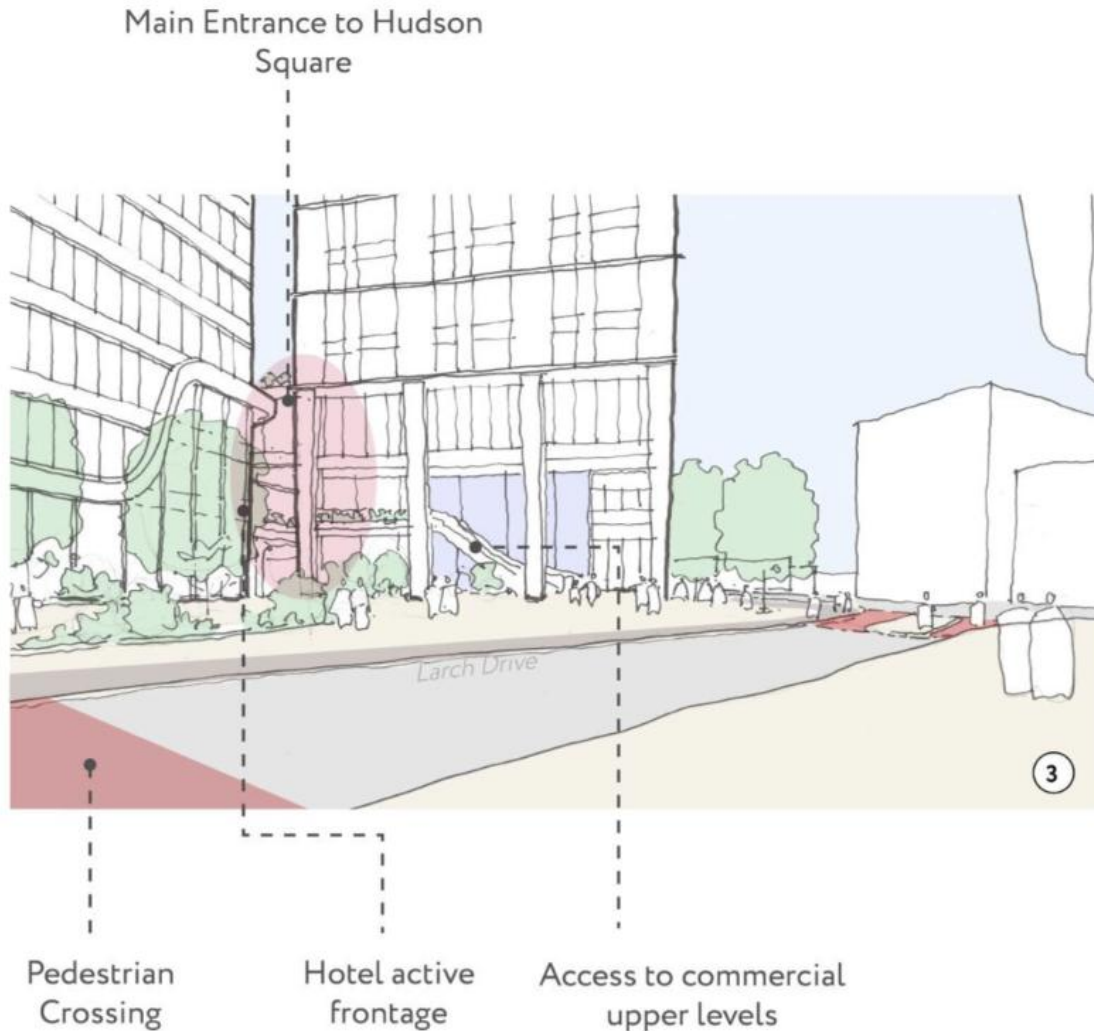 Main Entrance to Hudson
Square
Larch Drive
3
Pedestrian
Crossing
Hotel active
frontage
Access to commercial
upper levels